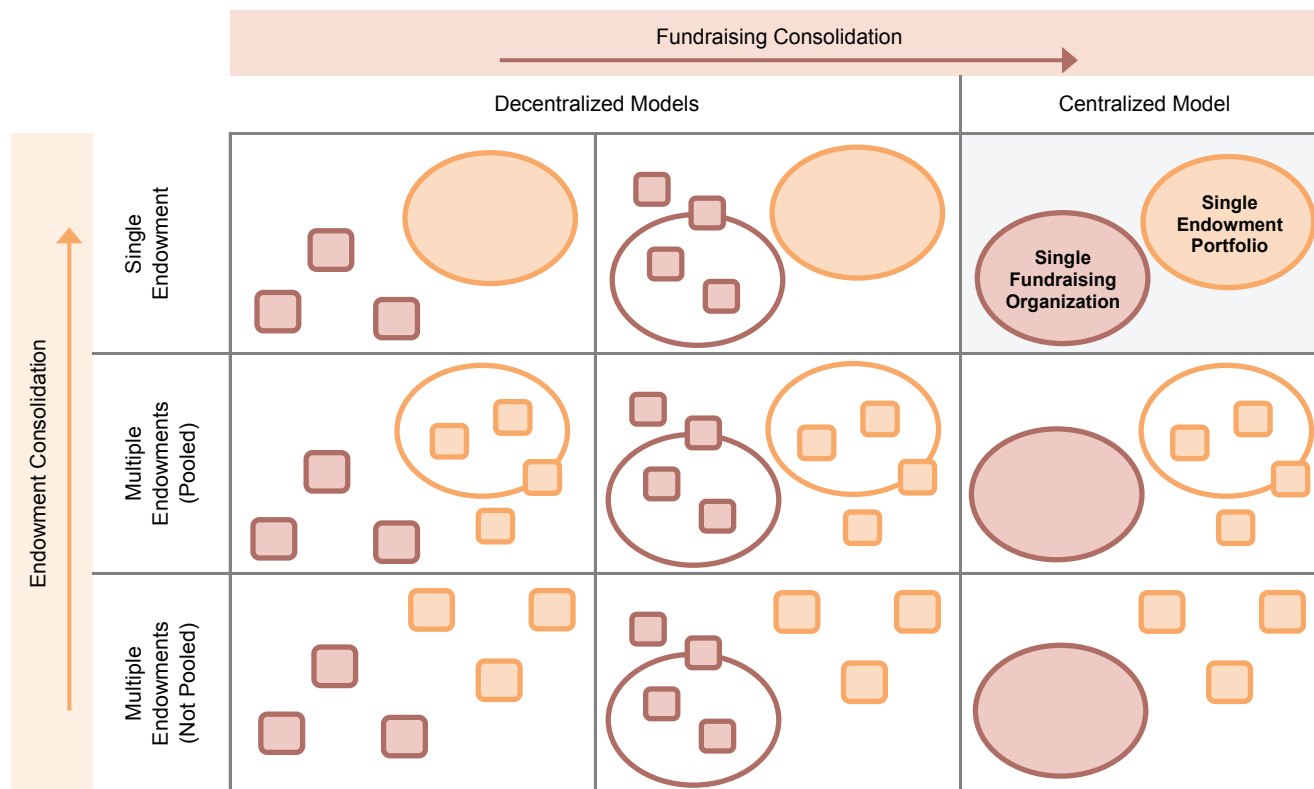 Fundraising Consolidation
Decentralized Models
Centralized Model
Endowment Consolidation
Single
Endowment
Single
Fundraising
Organization
Single
Endowment
Portfolio
Multiple
Endowments
(Pooled)
Multiple
Endowments
(Not Pooled)